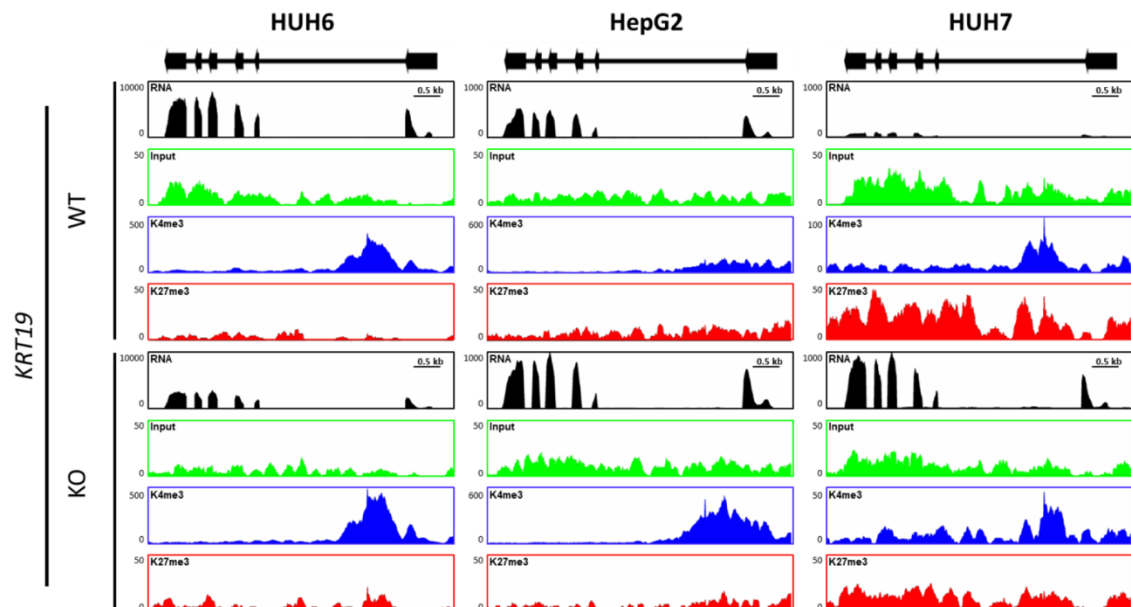 HUH6 HepG2 HUH7
KRT19
WT
10000 RNA 0.5 kb 0
1000 RNA 0.5 kb 0
1000 RNA 0.5 kb 0
50 Input 0
50 Input 0
50 Input 0
500 K4me3 0
600 K4me3 0
100 K4me3 0
50 K27me3 0
50 K27me3 0
50 K27me3 0
KO
10000 RNA 0.5 kb 0
1000 RNA 0.5 kb 0
1000 RNA 0.5 kb 0
50 Input 0
50 Input 0
50 Input 0
500 K4me3 0
600 K4me3 0
50 K4me3 0
50 K27me3
50 K27me3
50 K27me3